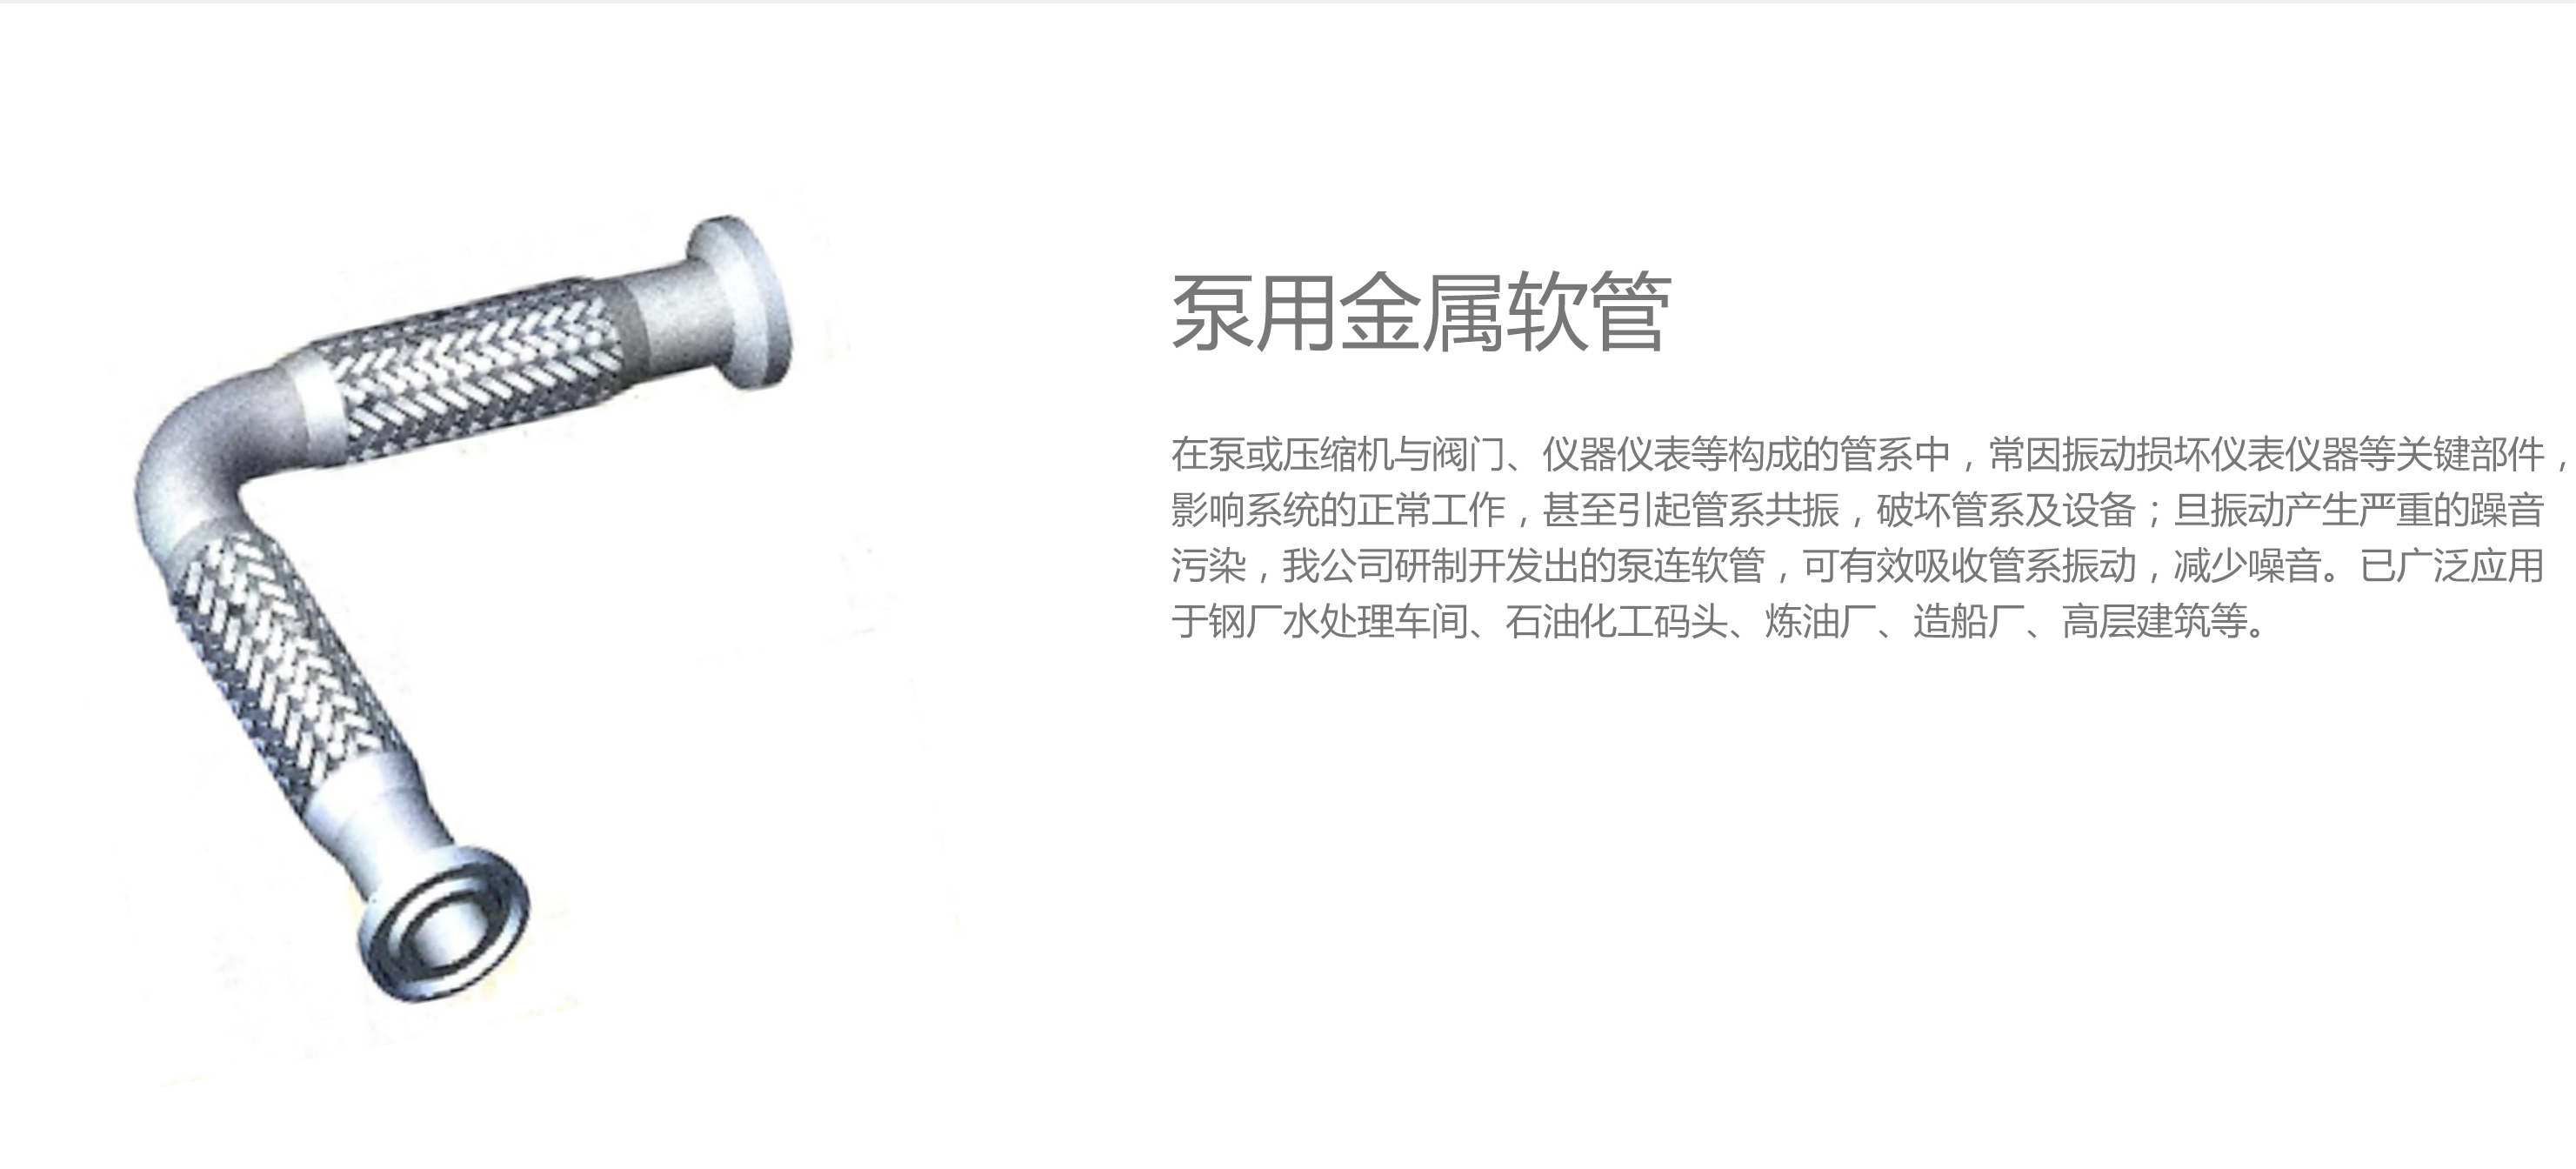 泵用金属软管
在泵或压缩机与阀门、仪器仪表等构成的管系中，常因振动损坏仪表仪器等关键部件，
影响系统的正常工作，甚至引起管系共振，破坏管系及设备；旦振动产生严重的躁音
污染，我公司研制开发出的泵连软管，可有效吸收管系振动，减少噪音。已广泛应用
于钢厂水处理车间、石油化工码头、炼油厂、造船厂、高层建筑等。